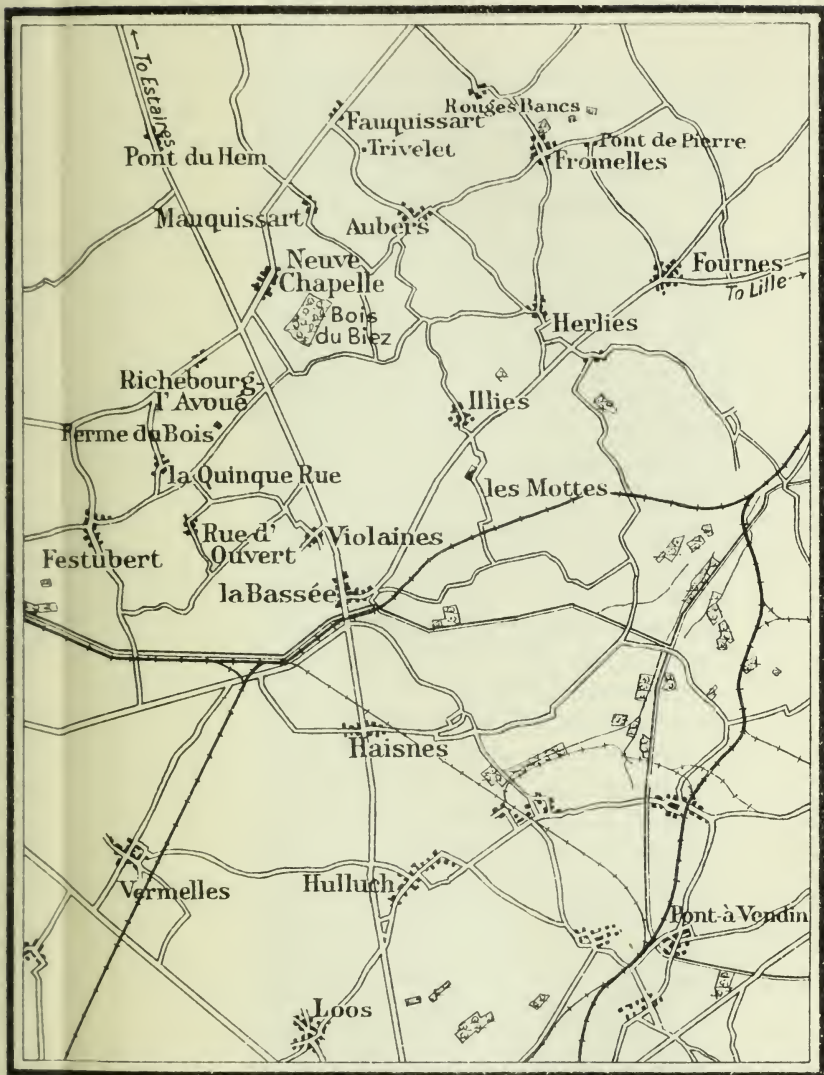 To Estaires
Rouges Bancs
Fauquissart
Trivelet
Pont de Pierre
Fromelles
Pont du Hem
Mauquissart
Aubers
Neuve
Chapelle
Fournes
To Lille
Bois
du Biez
Herlies
Richebourg-
l'Avoué
Illies
Ferme du Bois
la Quinque Rue
les Mottes
Rue d'
Ouvert
Violaines
Festubert
la Bassée
Haisnes
Vermelles
Hulluch
Pont-à Vendin
Loos